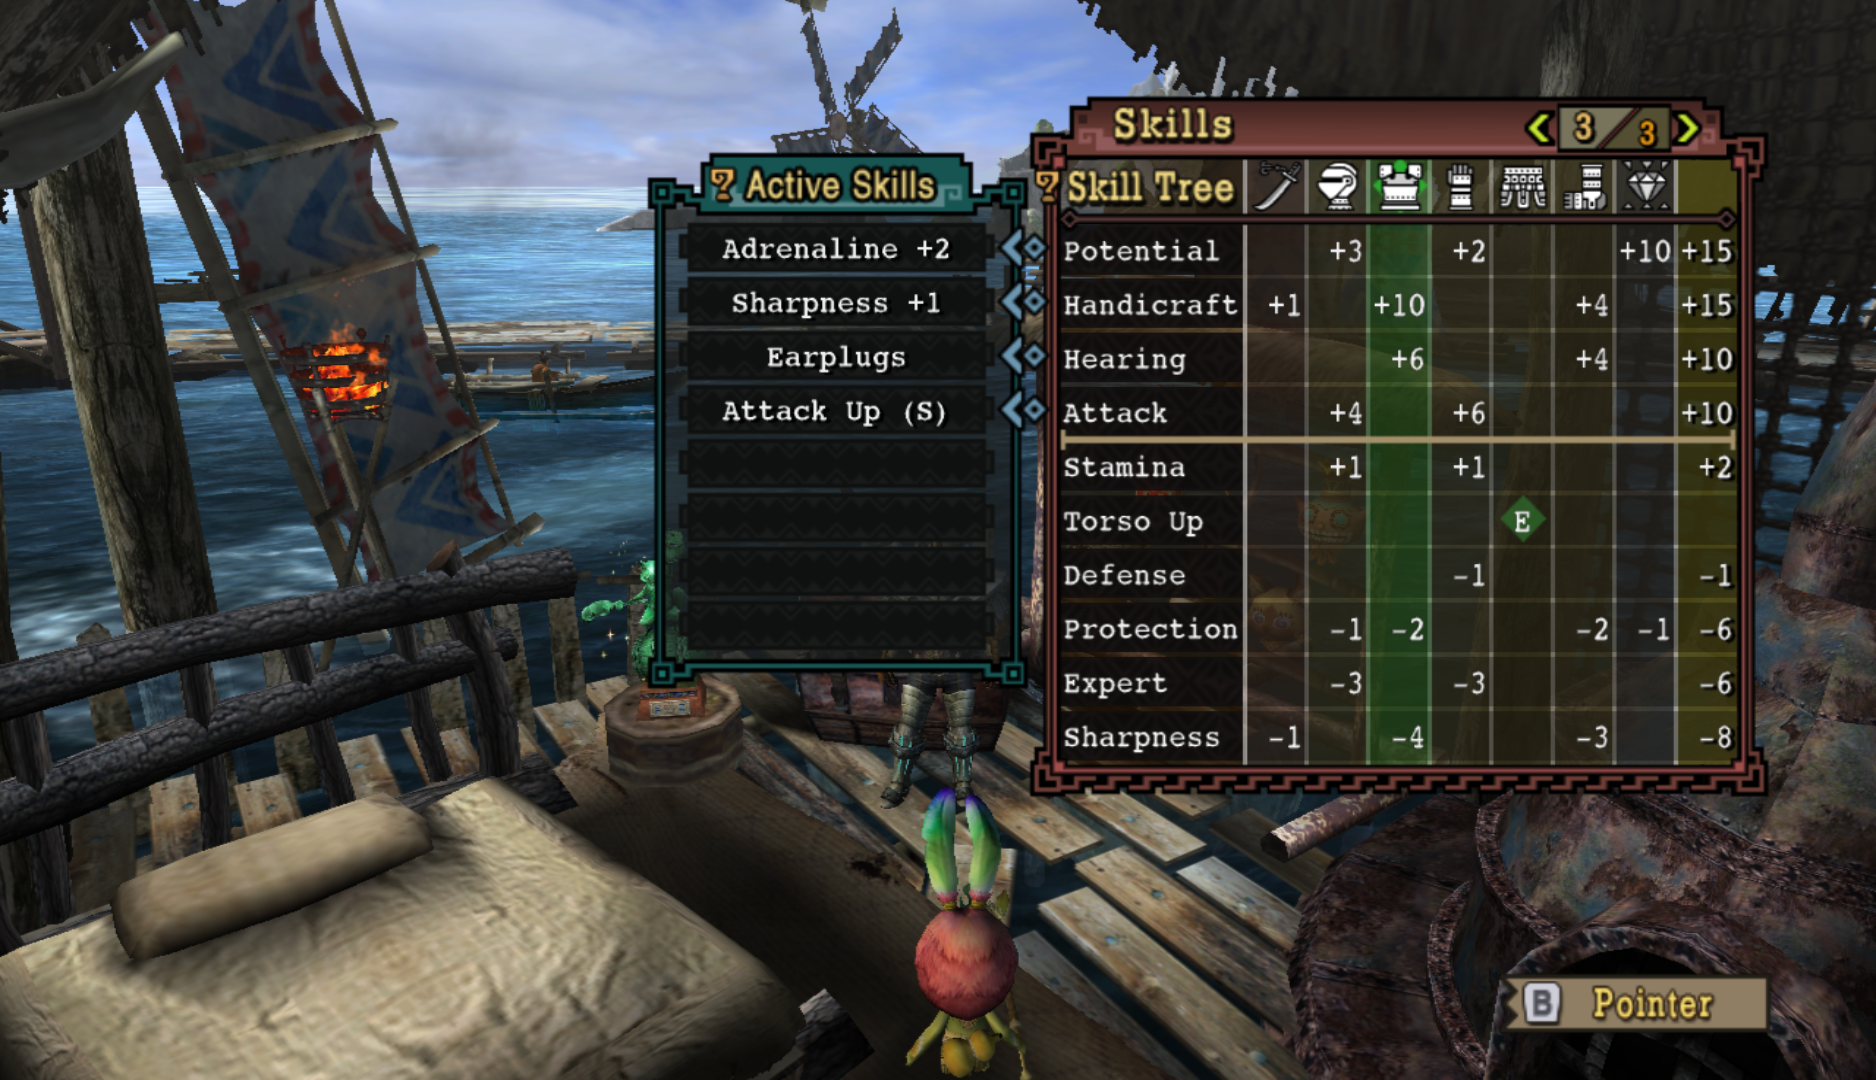 Skills
3/3
? Active Skills
Adrenaline +2
Sharpness +1
Earplugs
Attack Up (S)
? Skill Tree
Potential +3 +2 +10 +15
Handicraft +1 +10 +4 +15
Hearing +6 +4 +10
Attack +4 +6 +10
Stamina +1 +1 +2
Torso Up E
Defense -1 -1
Protection -1 -2 -2 -1 -6
Expert -3 -3 -6
Sharpness -1 -4 -3 -8
B Pointer